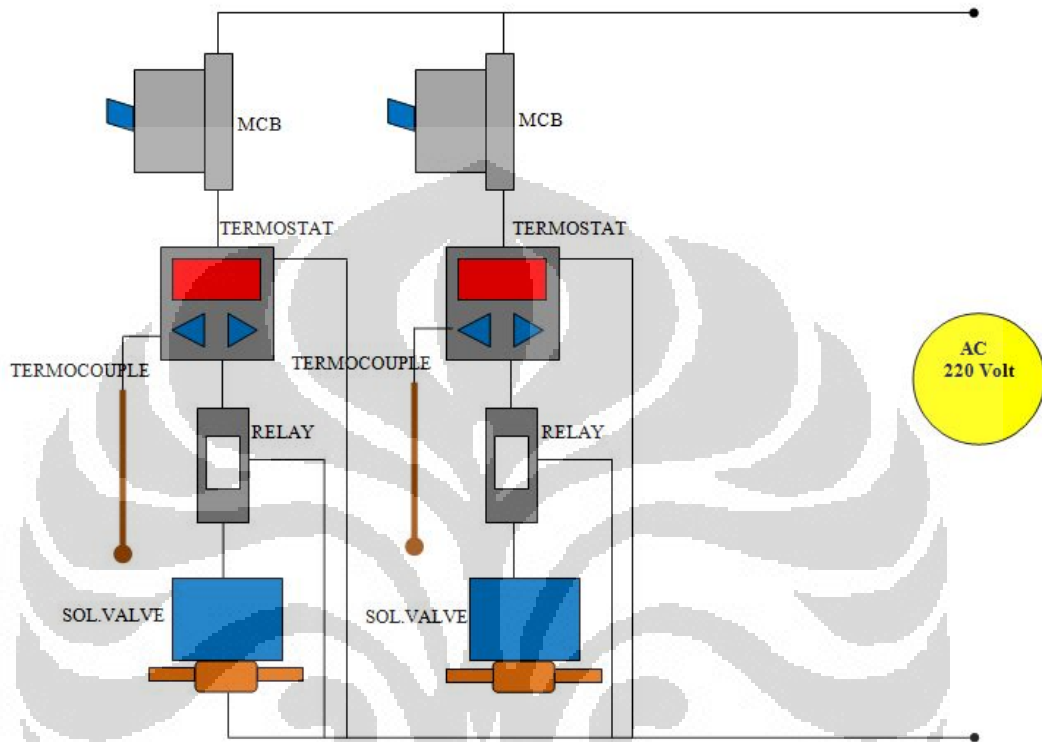 MCB
MCB
TERMOSTAT
TERMOSTAT
TERMOCOUPLE
TERMOCOUPLE
AC
220 Volt
RELAY
RELAY
SOL.VALVE
SOL.VALVE